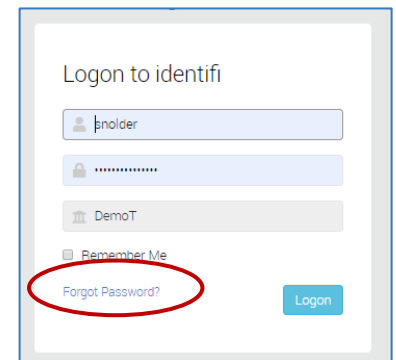 Logon to identifi
snolder
••••••••••••••
DemoT
Remember Me
Forgot Password?
Logon